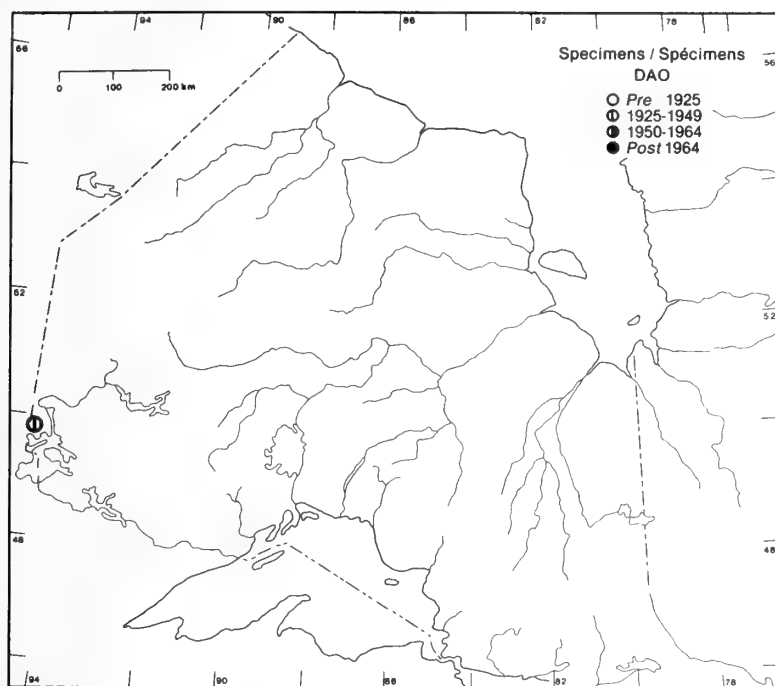 94 90 86 82 78
56 56
Specimens / Spécimens
DAO
Pre 1925
1925-1949
1950-1964
Post 1964
0 100 200 km
52 52
48 48
94 90 86 82 78